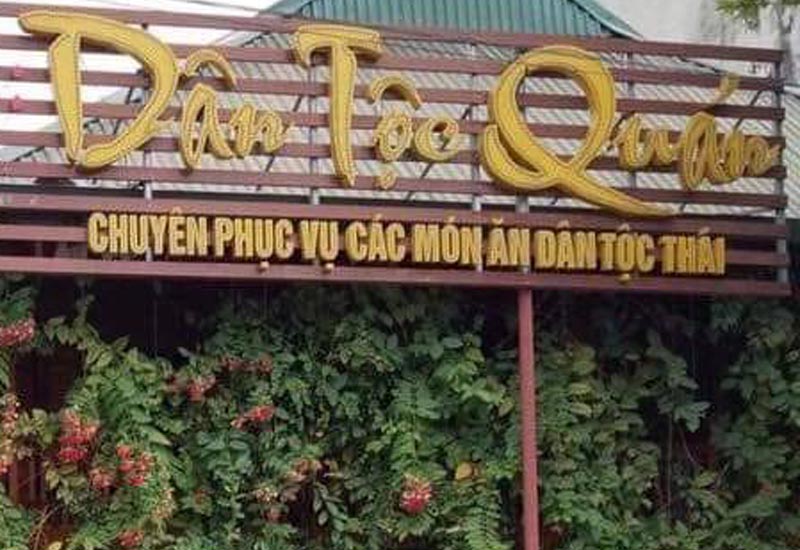 Dân Tộc Quán
CHUYÊN PHỤC VỤ CÁC MÓN ĂN DÂN TỘC THÁI